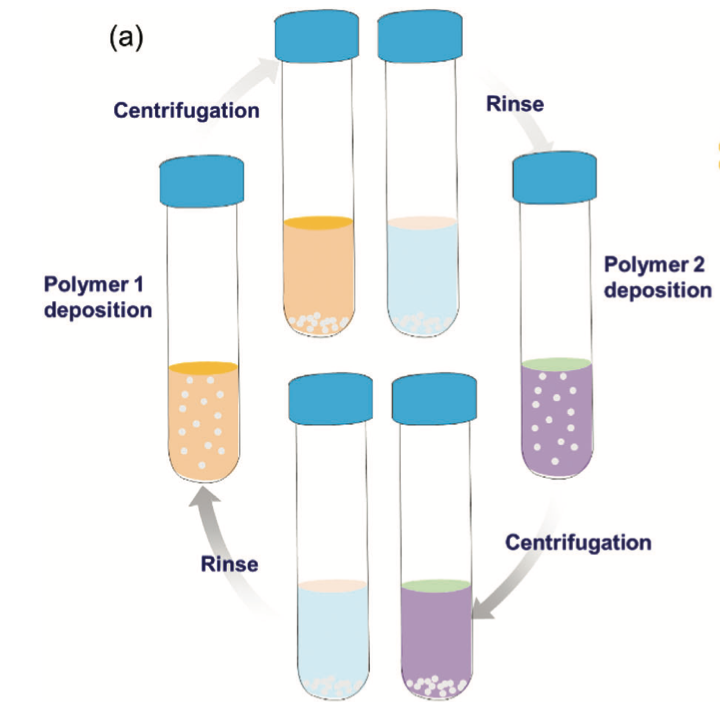 (a)
Centrifugation
Rinse
Polymer 1
deposition
Polymer 2
deposition
Centrifugation
Rinse